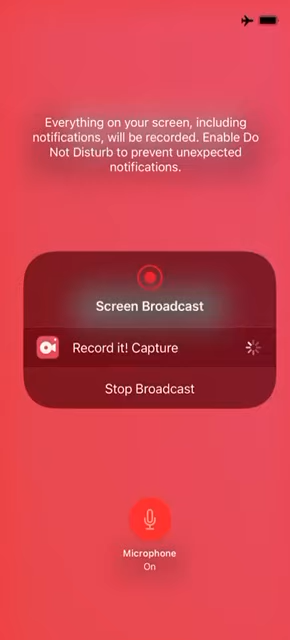 Everything on your screen, including
notifications, will be recorded. Enable Do
Not Disturb to prevent unexpected
notifications.
Screen Broadcast
Record it! Capture
Stop Broadcast
Microphone
On